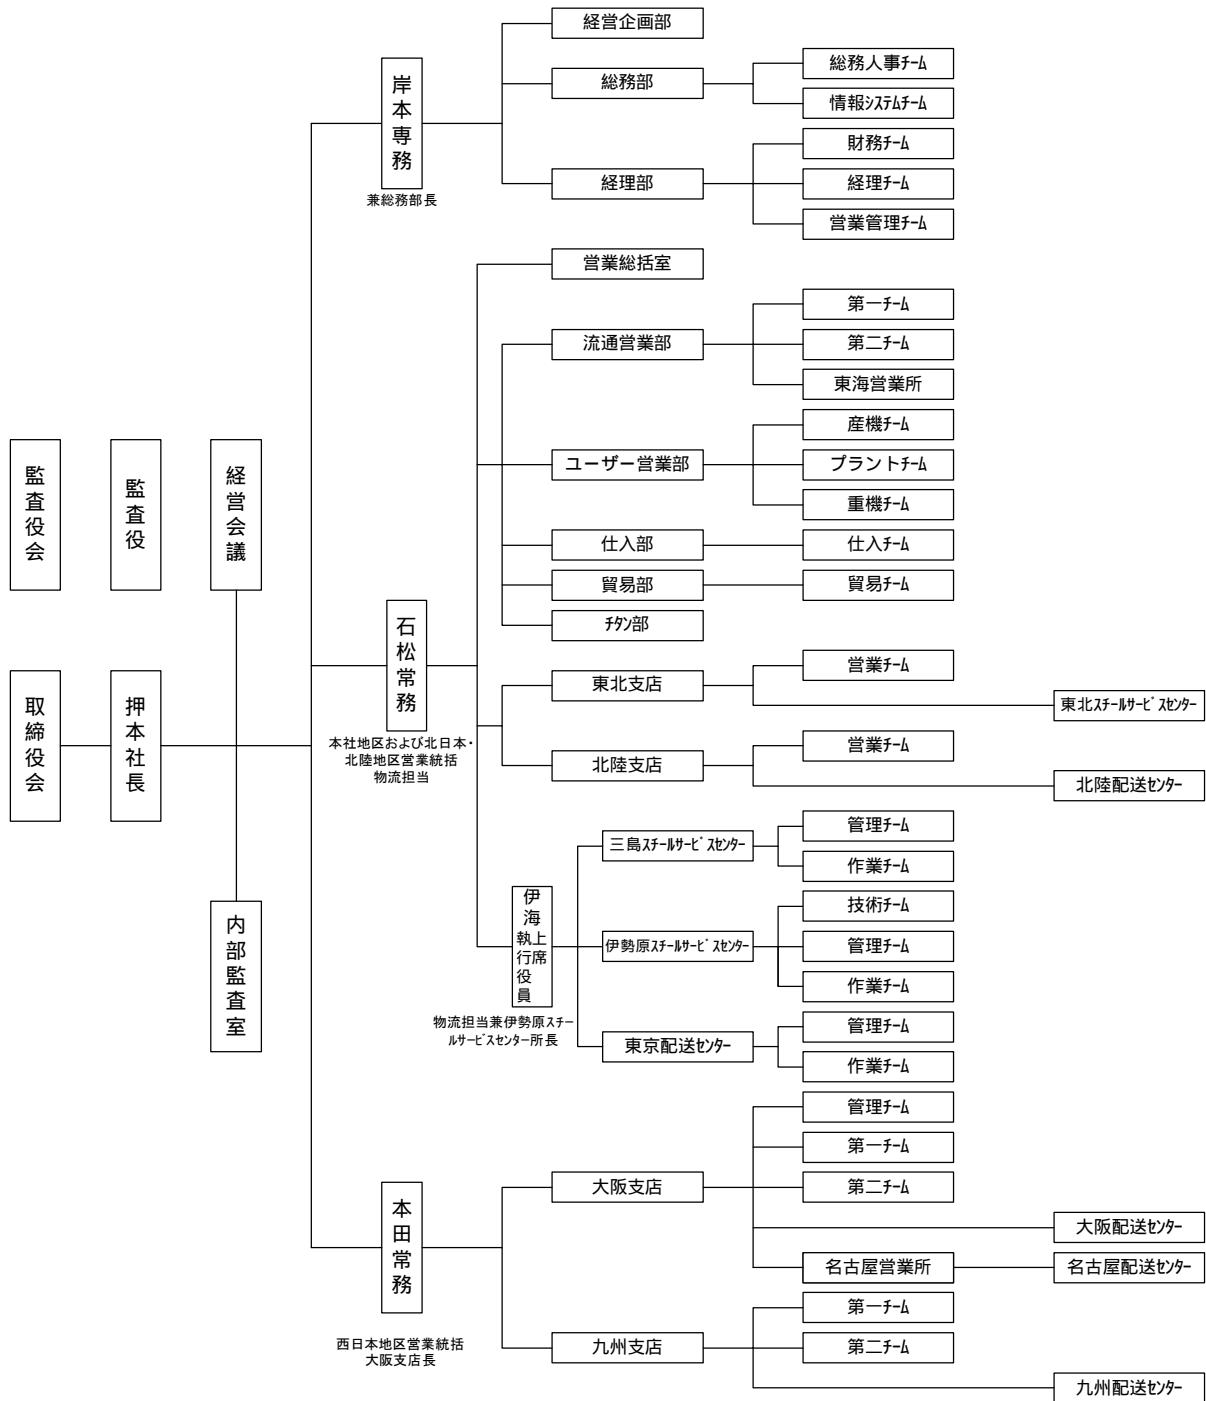 経営企画部
総務部
総務人事ﾁｰﾑ
情報ｼｽﾃﾑﾁｰﾑ
岸本専務
兼総務部長
経理部
財務ﾁｰﾑ
経理ﾁｰﾑ
営業管理ﾁｰﾑ
営業総括室
流通営業部
第一ﾁｰﾑ
第二ﾁｰﾑ
東海営業所
ユーザー営業部
産機ﾁｰﾑ
プラントﾁｰﾑ
重機ﾁｰﾑ
仕入部
仕入ﾁｰﾑ
貿易部
貿易ﾁｰﾑ
ﾁﾀﾝ部
監査役会
監査役
経営会議
取締役会
押本社長
内部監査室
石松常務
本社地区および北日本・
北陸地区営業統括
物流担当
東北支店
営業ﾁｰﾑ
東北ｽﾁｰﾙｻｰﾋﾞｽｾﾝﾀｰ
北陸支店
営業ﾁｰﾑ
北陸配送ｾﾝﾀｰ
伊海
上席
執行役員
物流担当兼伊勢原ｽﾁｰ
ﾙｻｰﾋﾞｽセンター所長
三島ｽﾁｰﾙｻｰﾋﾞｽｾﾝﾀｰ
管理ﾁｰﾑ
作業ﾁｰﾑ
伊勢原ｽﾁｰﾙｻｰﾋﾞｽｾﾝﾀｰ
技術ﾁｰﾑ
管理ﾁｰﾑ
作業ﾁｰﾑ
東京配送ｾﾝﾀｰ
管理ﾁｰﾑ
作業ﾁｰﾑ
本田常務
西日本地区営業統括
大阪支店長
大阪支店
管理ﾁｰﾑ
第一ﾁｰﾑ
第二ﾁｰﾑ
大阪配送ｾﾝﾀｰ
名古屋営業所
名古屋配送ｾﾝﾀｰ
九州支店
第一ﾁｰﾑ
第二ﾁｰﾑ
九州配送ｾﾝﾀｰ